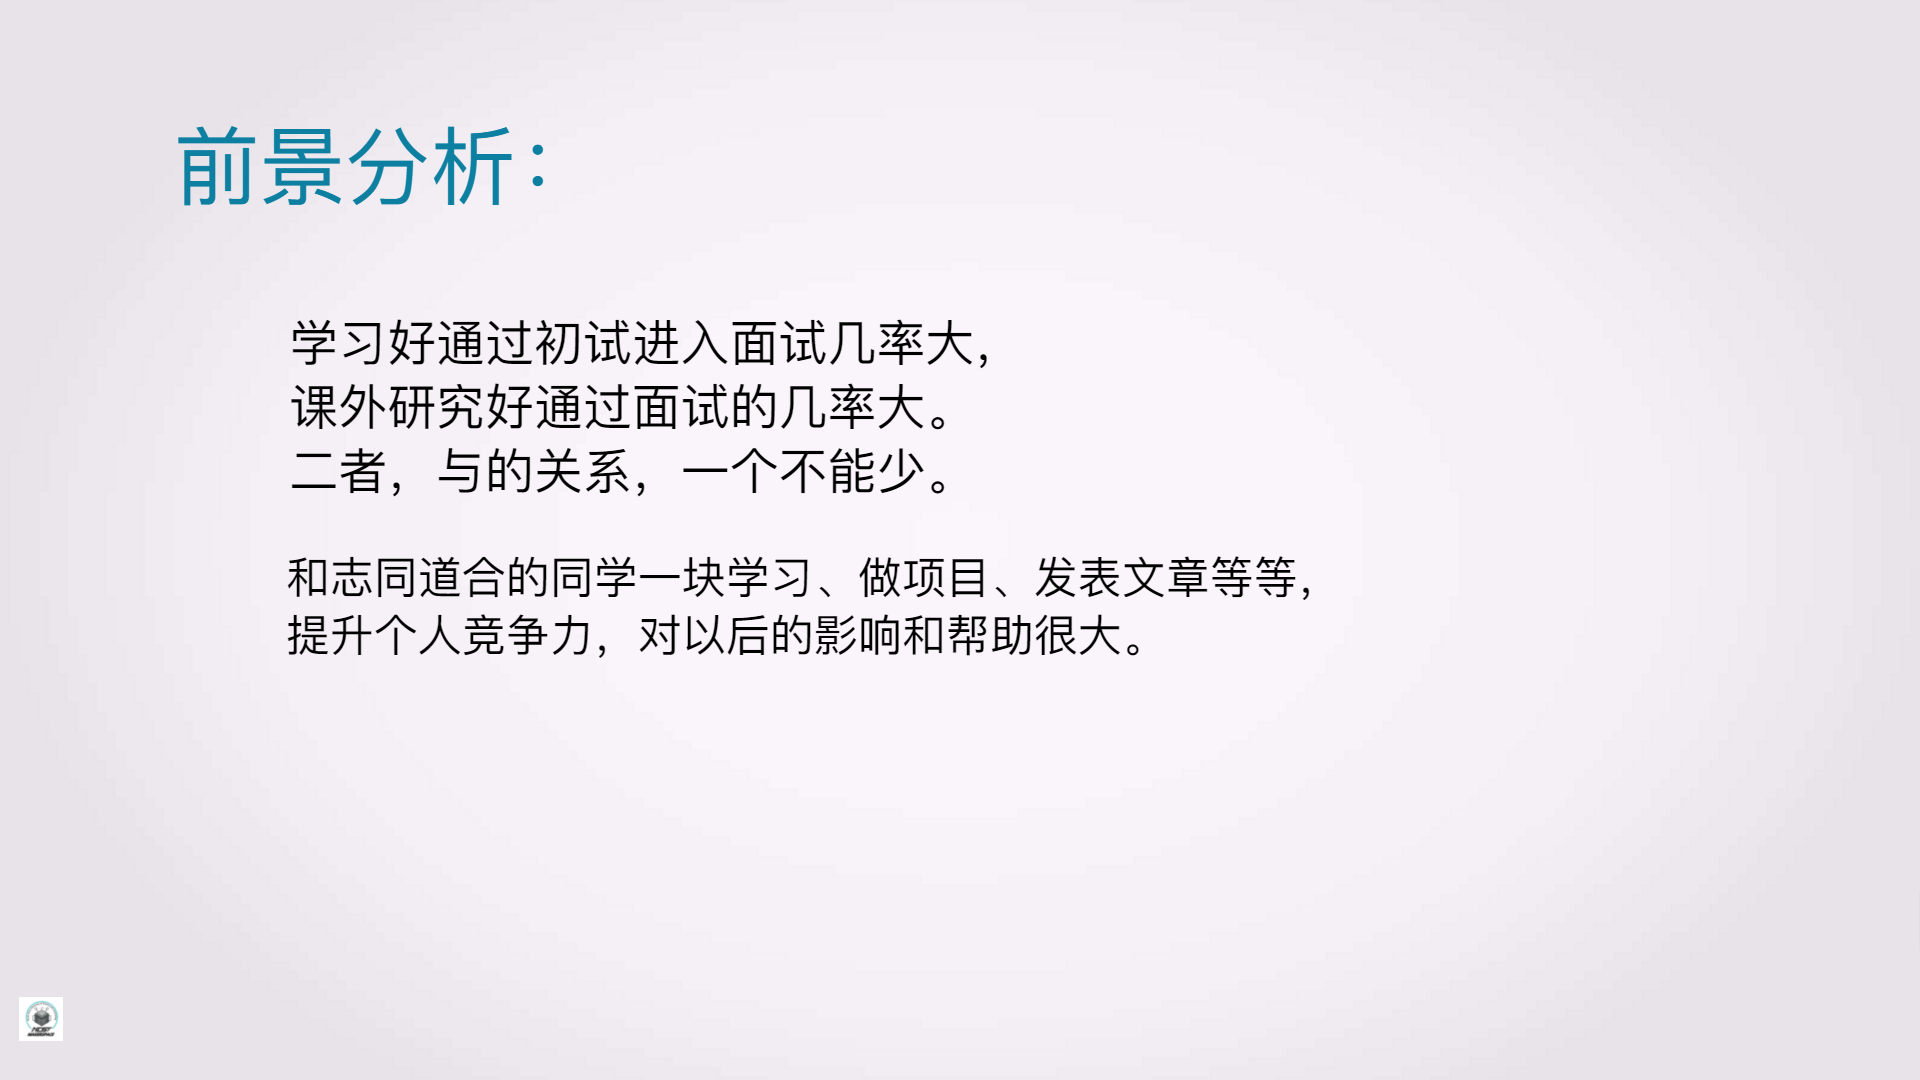 前景分析：
学习好通过初试进入面试几率大，
课外研究好通过面试的几率大。
二者，与的关系，一个不能少。
和志同道合的同学一块学习、做项目、发表文章等等，
提升个人竞争力，对以后的影响和帮助很大。